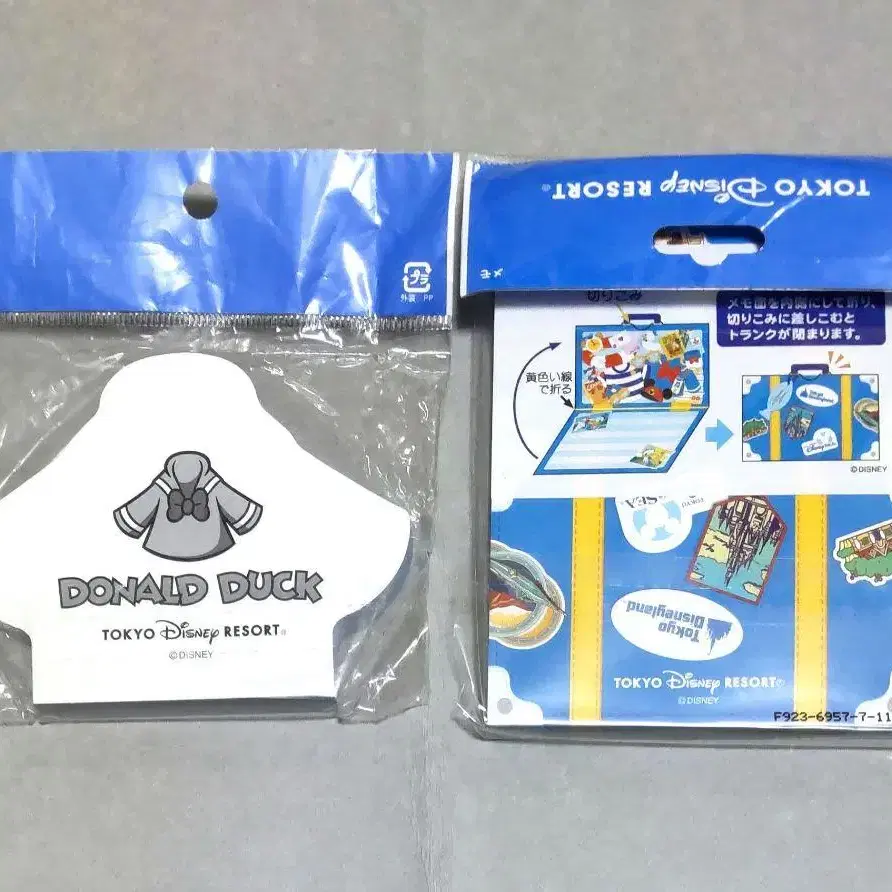 プラ
外装 PP
DONALD DUCK
TOKYO Disney RESORT
©DISNEY
TOKYO Disney RESORT
メモ
切りこみ
メモ面を内側にして折り、
切りこみに差しこむと
トランクが閉まります。
黄色い線
で折る
©DISNEY
TOKYO
Tokyo
Disneyland
TOKYO Disney RESORT
©DISNEY
F923-6957-7-11